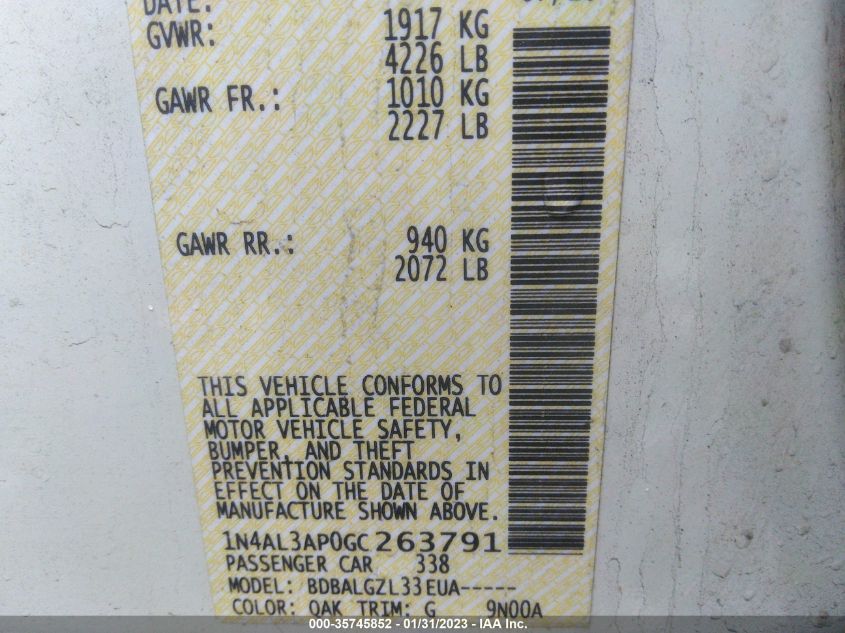 DATE:
GVWR: 1917 KG
4226 LB
GAWR FR.: 1010 KG
2227 LB
GAWR RR.: 940 KG
2072 LB
THIS VEHICLE CONFORMS TO
ALL APPLICABLE FEDERAL
MOTOR VEHICLE SAFETY,
BUMPER, AND THEFT
PREVENTION STANDARDS IN
EFFECT ON THE DATE OF
MANUFACTURE SHOWN ABOVE.
1N4AL3AP0GC263791
PASSENGER CAR 338
MODEL: BDBALGZL33EUA-----
COLOR: QAK TRIM: G 9N00A
000-35745852 - 01/31/2023 - IAA Inc.